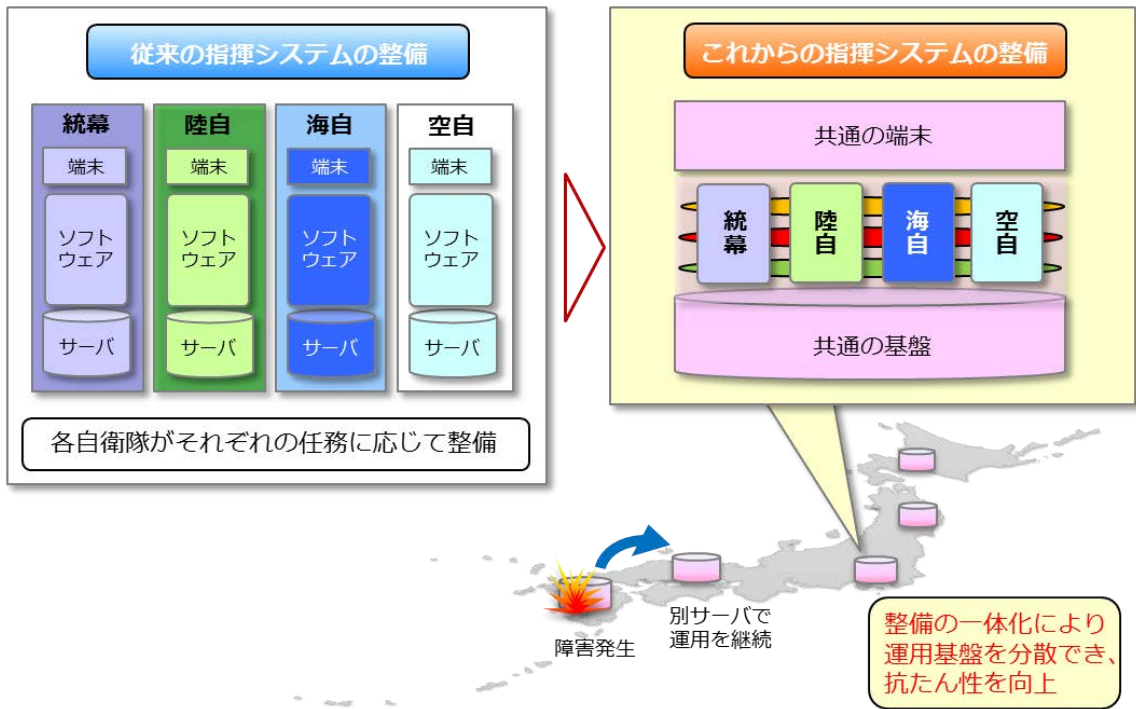 従来の指揮システムの整備
統幕
端末
ソフト
ウェア
サーバ
陸自
端末
ソフト
ウェア
サーバ
海自
端末
ソフト
ウェア
サーバ
空自
端末
ソフト
ウェア
サーバ
各自衛隊がそれぞれの任務に応じて整備
これからの指揮システムの整備
共通の端末
統幕
陸自
海自
空自
共通の基盤
障害発生
別サーバで
運用を継続
整備の一体化により
運用基盤を分散でき、
抗たん性を向上